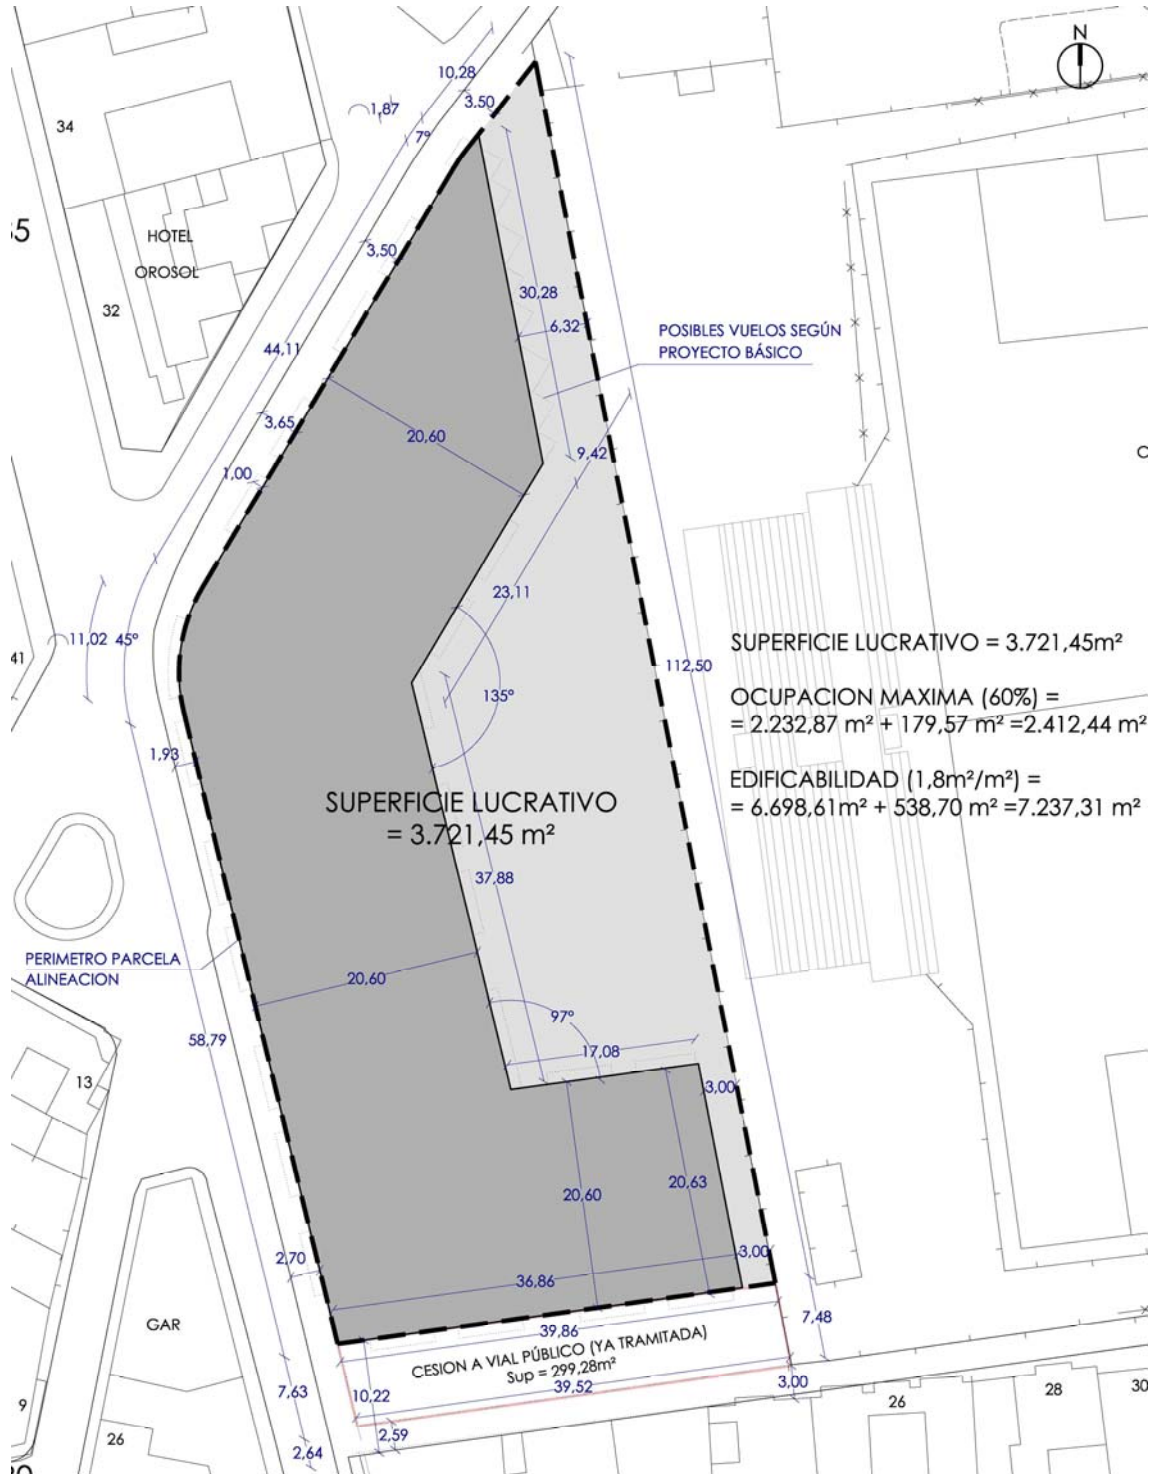 10,28
N
3.50
1,87
34
7°
35
HOTEL
OROSOL
3,50
30,28
32
6,32
POSIBLES VUELOS SEGÚN
PROYECTO BÁSICO
44,11
3,65
20,60
9,42
1,00
23,11
11,02 45°
41
135°
112,50
SUPERFICIE LUCRATIVO = 3.721,45m²
OCUPACION MAXIMA (60%) =
= 2.232,87 m² + 179,57 m² =2.412,44 m²
EDIFICABILIDAD (1,8m²/m²) =
= 6.698,61m² + 538,70 m² =7.237,31 m²
1,93
SUPERFICIE LUCRATIVO
= 3.721,45 m²
37,88
PERIMETRO PARCELA
ALINEACION
20,60
97°
58,79
17,08
13
3,00
20,60
20,63
2,70
3,00
36,86
GAR
39,86
7,48
CESION A VIAL PÚBLICO (YA TRAMITADA)
Sup = 299,28m²
39,52
7,63
10,22
3,00
9
26
28
30
26
2,59
2,64